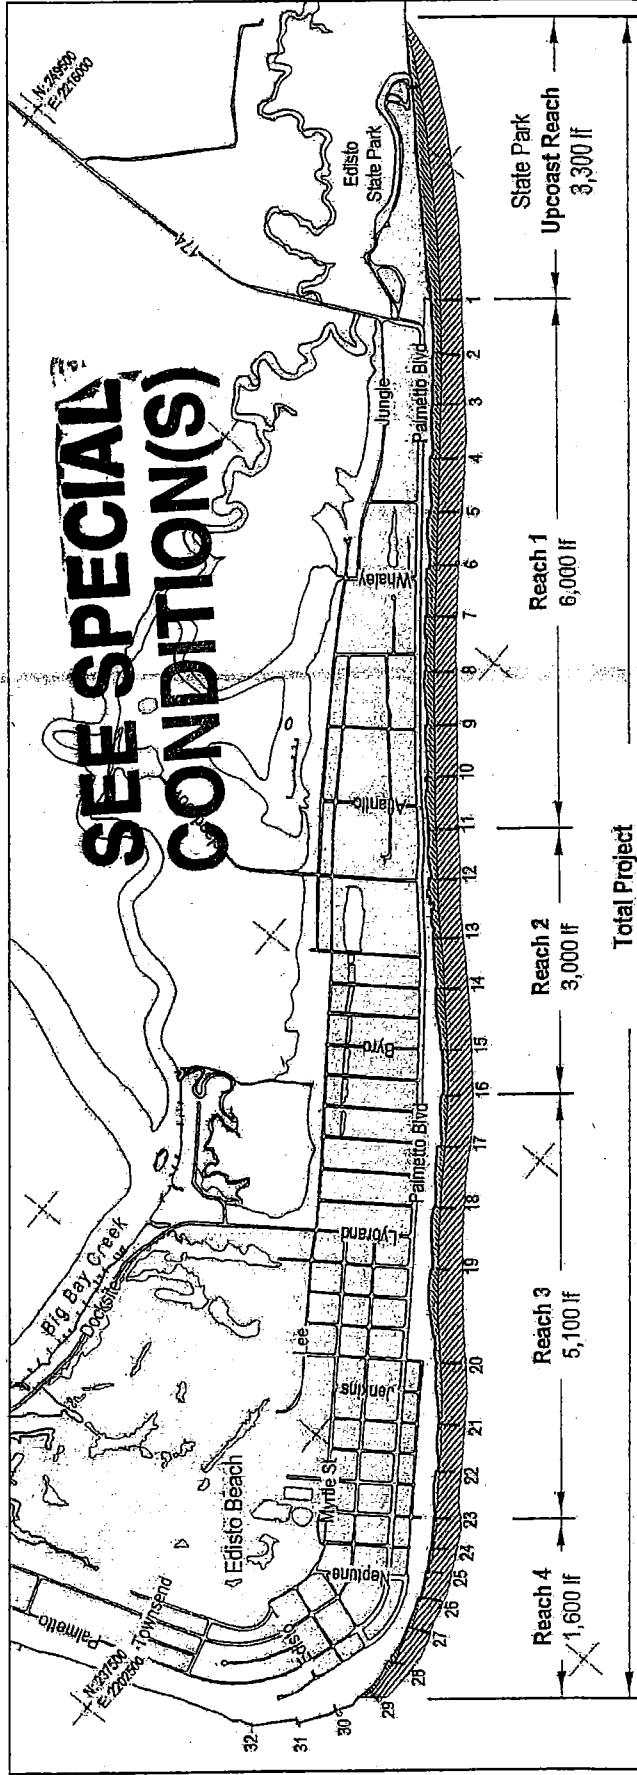 N: 249500
E: 2216000
174
SEE SPECIAL
CONDITION(S)
Edisto
State Park
Jungle
Palmetto Blvd
Whaley
Atlantic
Byrd
Palmetto Blvd
Lybrand
Big Bay Creek
Docksite
Lee
Jenkins
Myrtle St
Edisto Beach
Neptune
Palmetto
Townsend
N: 237500
E: 2202500
1
2
3
4
5
6
7
8
9
10
11
12
13
14
15
16
17
18
19
20
21
22
23
24
25
26
27
28
29
30
31
32
State Park
Upcoast Reach
3,300 lf
Reach 1
6,000 lf
Reach 2
3,000 lf
Reach 3
5,100 lf
Reach 4
1,600 lf
Total Project